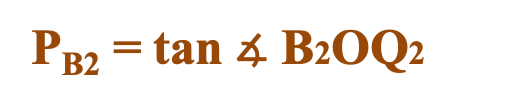 P_B2 = tan ∡ B2OQ2